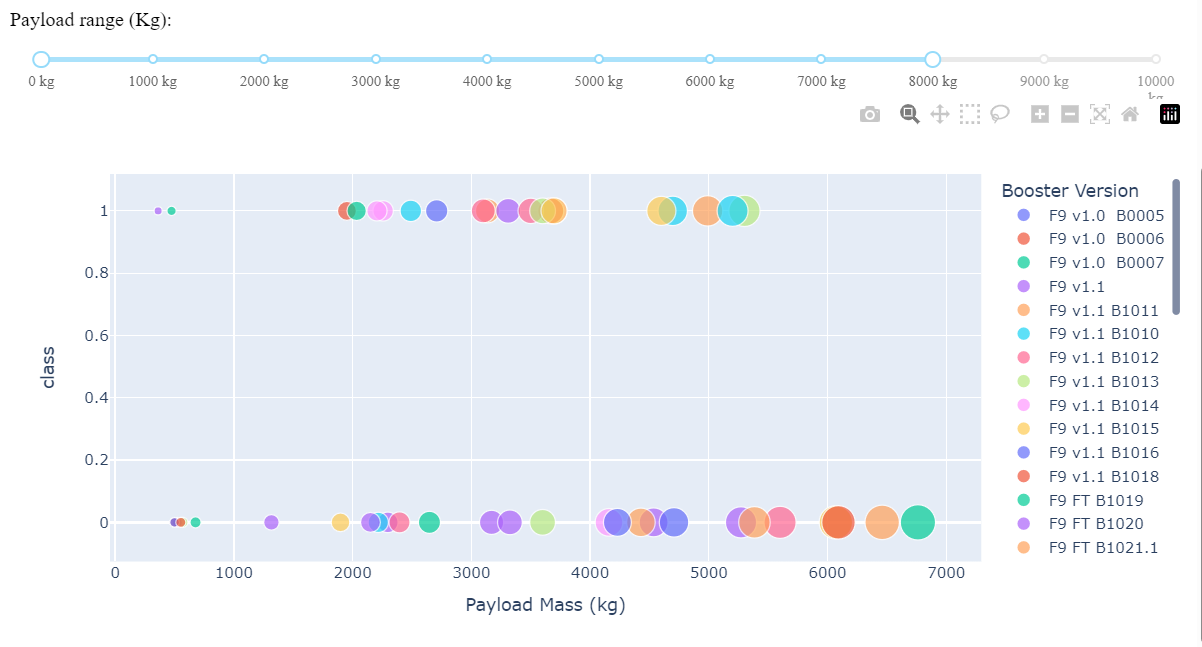 Payload range (Kg):
0 kg 1000 kg 2000 kg 3000 kg 4000 kg 5000 kg 6000 kg 7000 kg 8000 kg 9000 kg 10000
kg
Booster Version
F9 v1.0  B0005
F9 v1.0  B0006
F9 v1.0  B0007
F9 v1.1
F9 v1.1 B1011
F9 v1.1 B1010
F9 v1.1 B1012
F9 v1.1 B1013
F9 v1.1 B1014
F9 v1.1 B1015
F9 v1.1 B1016
F9 v1.1 B1018
F9 FT B1019
F9 FT B1020
F9 FT B1021.1
1
0.8
0.6
0.4
0.2
0
class
0 1000 2000 3000 4000 5000 6000 7000
Payload Mass (kg)